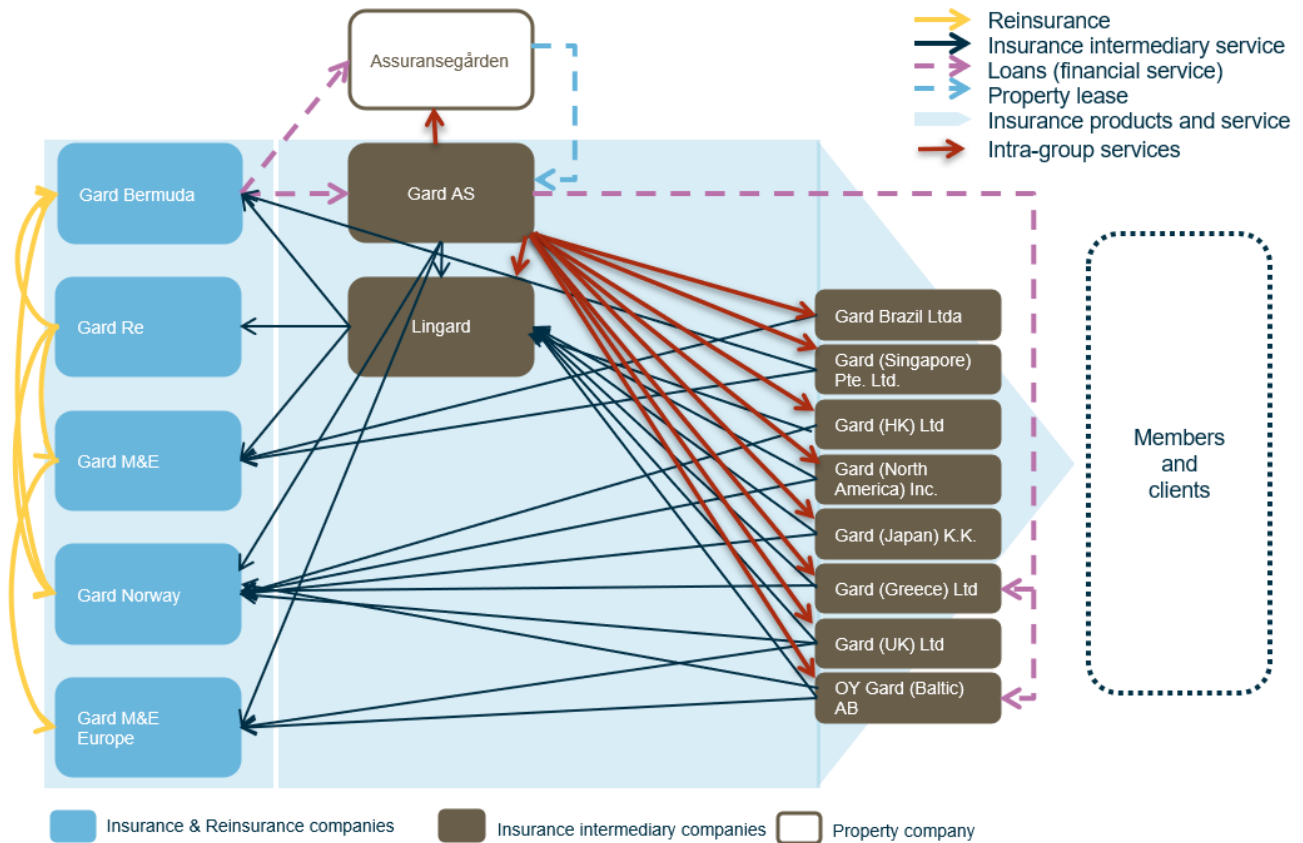 Reinsurance
Insurance intermediary service
Loans (financial service)
Property lease
Insurance products and service
Intra-group services
Assuransegården
Gard Bermuda
Gard AS
Gard Re
Lingard
Gard M&E
Gard Norway
Gard M&E
Europe
Gard Brazil Ltda
Gard (Singapore)
Pte. Ltd.
Gard (HK) Ltd
Gard (North
America) Inc.
Gard (Japan) K.K.
Gard (Greece) Ltd
Gard (UK) Ltd
OY Gard (Baltic)
AB
Members
and
clients
Insurance & Reinsurance companies
Insurance intermediary companies
Property company